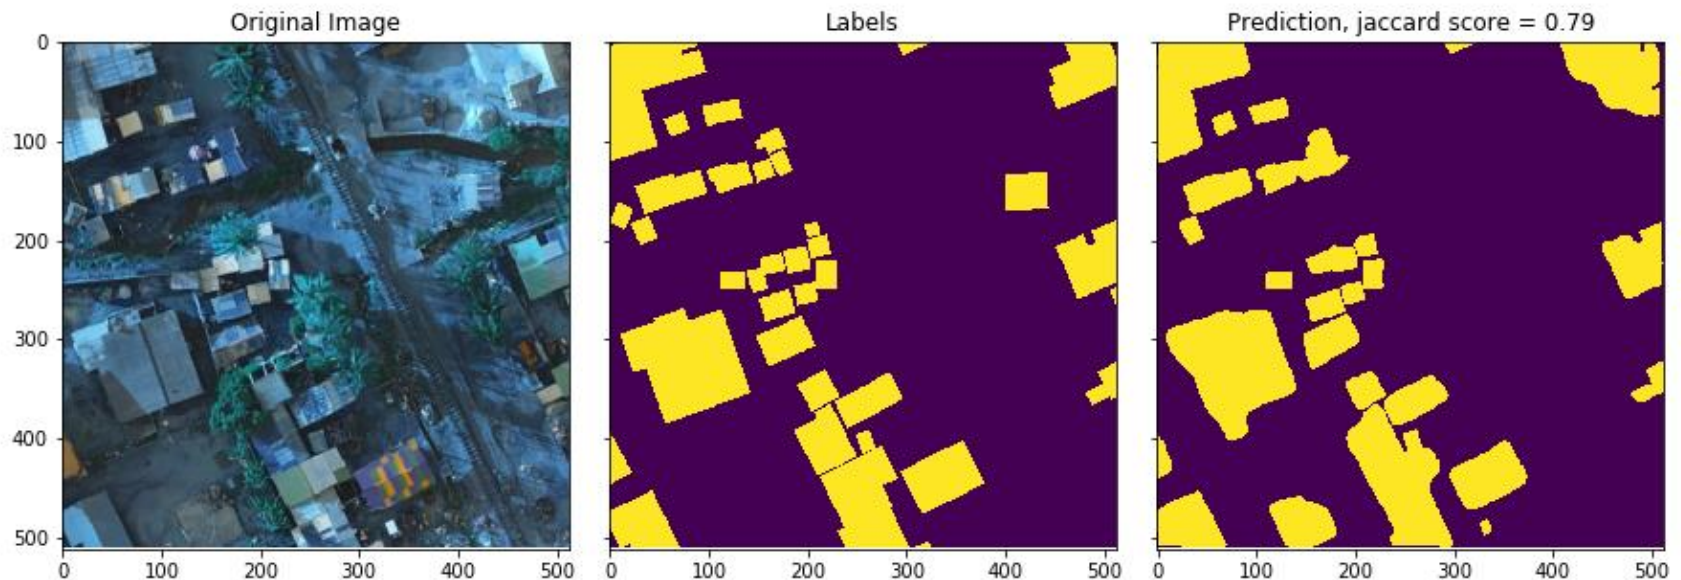 Original Image
Labels
Prediction, jaccard score = 0.79
0
100
200
300
400
500
0 100 200 300 400 500
0 100 200 300 400 500
0 100 200 300 400 500